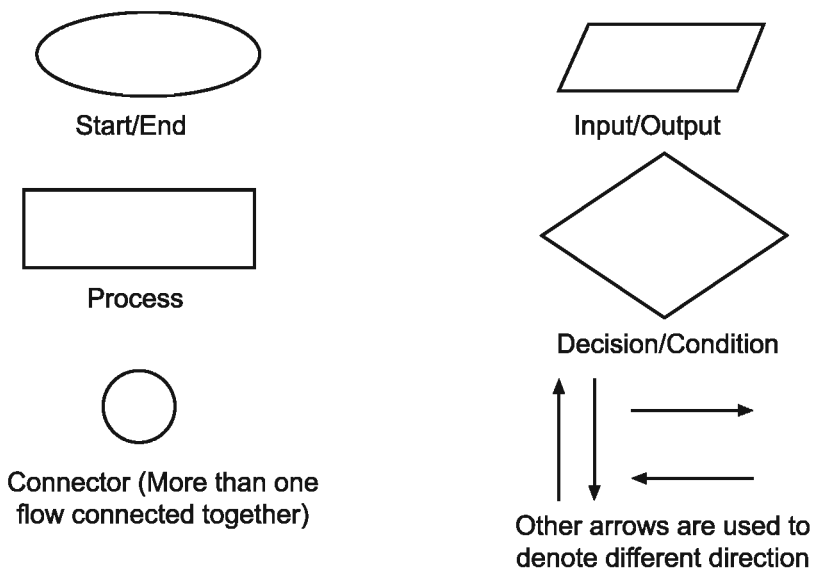 Start/End
Input/Output
Process
Decision/Condition
Connector (More than one
flow connected together)
Other arrows are used to
denote different direction